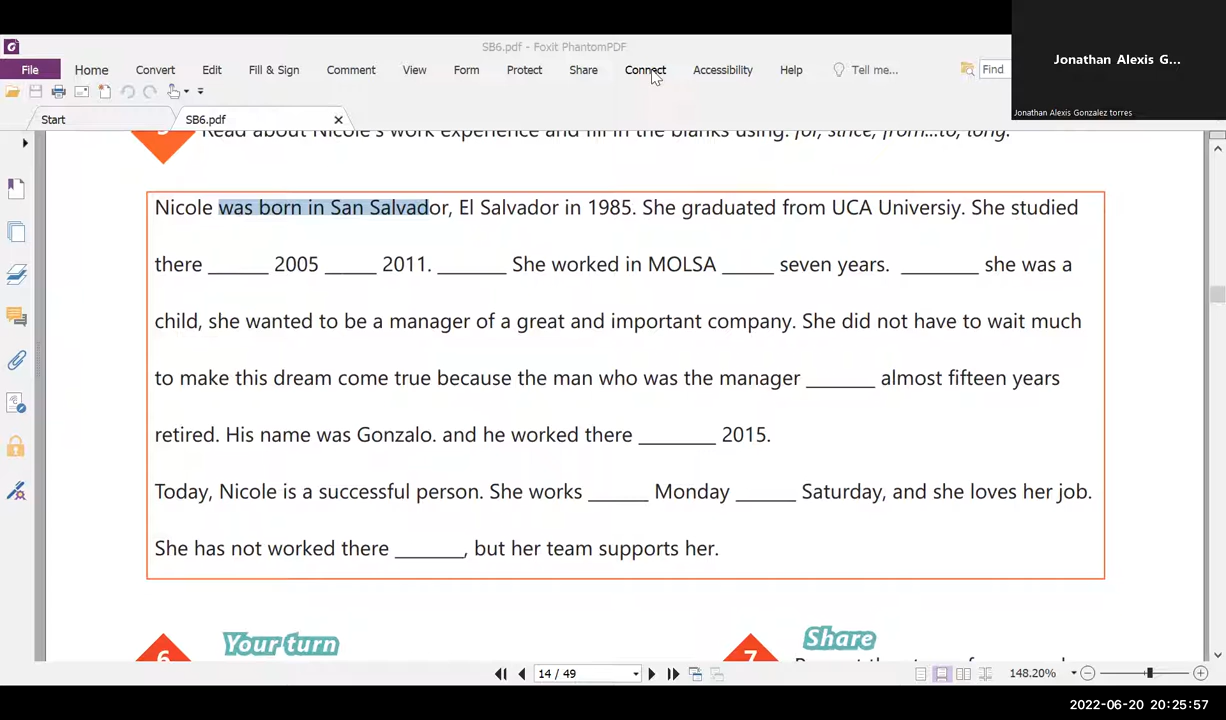 SB6.pdf - Foxit PhantomPDF
Jonathan Alexis G...
Jonathan Alexis Gonzalez torres
File Home Convert Edit Fill & Sign Comment View Form Protect Share Connect Accessibility Help Tell me... Find
Start SB6.pdf
Read about Nicole's work experience and fill in the blanks using: for, since, from...to, long.
Nicole was born in San Salvador, El Salvador in 1985. She graduated from UCA Universiy. She studied
there ______ 2005 _____ 2011. _______ She worked in MOLSA _____ seven years. ________ she was a
child, she wanted to be a manager of a great and important company. She did not have to wait much
to make this dream come true because the man who was the manager _______ almost fifteen years
retired. His name was Gonzalo. and he worked there ________ 2015.
Today, Nicole is a successful person. She works ______ Monday ______ Saturday, and she loves her job.
She has not worked there _______, but her team supports her.
6 Your turn
7 Share
14 / 49
148.20%
2022-06-20 20:25:57